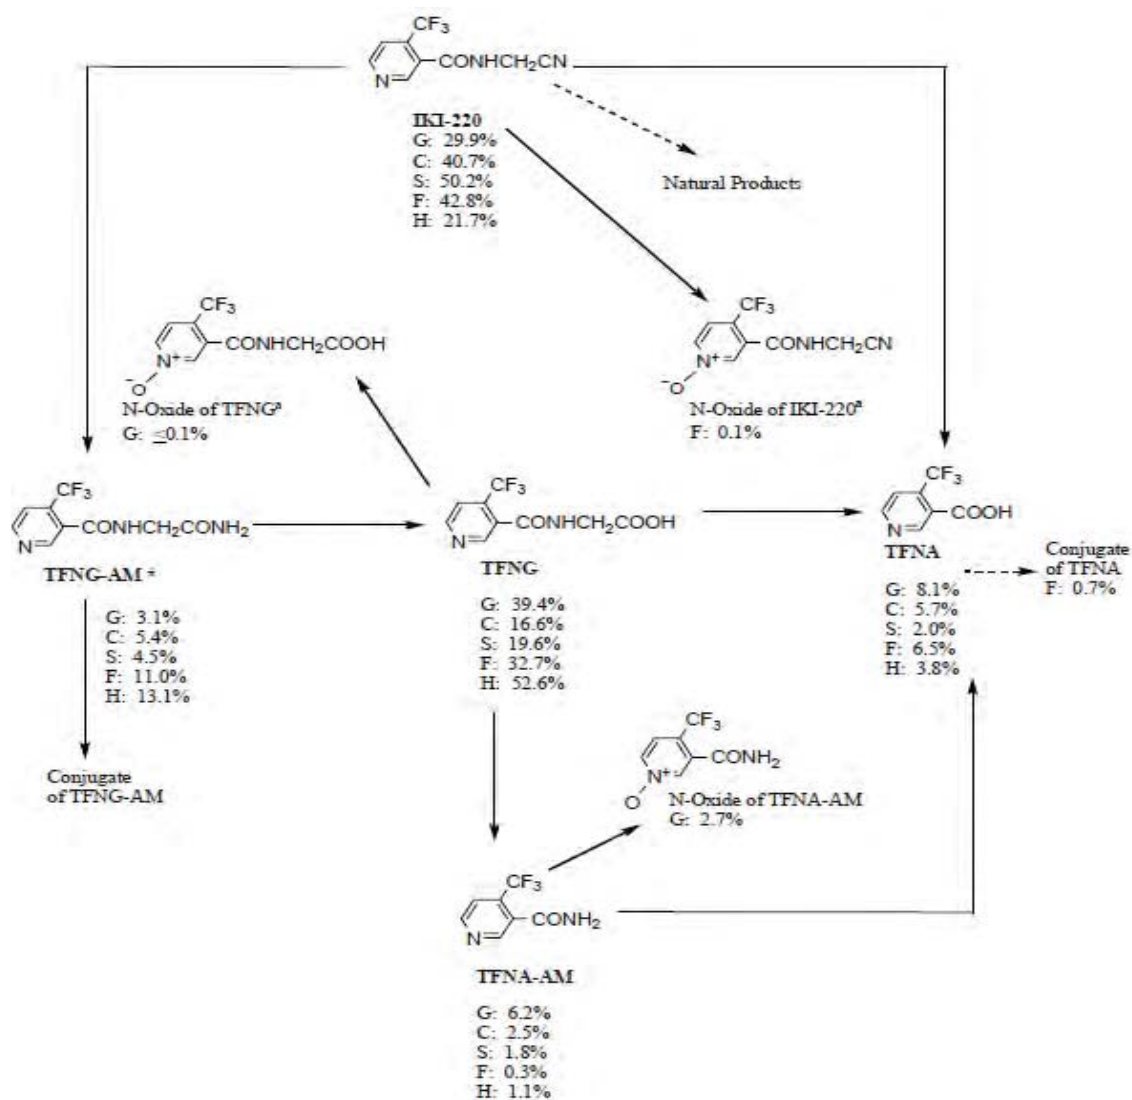 CF₃
CONHCH₂CN
N
IKI-220
G: 29.9%
C: 40.7%
S: 50.2%
F: 42.8%
H: 21.7%
Natural Products
CF₃
CONHCH₂COOH
N⁺
⁻O
N-Oxide of TFNGª
G: ≤0.1%
CF₃
CONHCH₂CN
N⁺
⁻O
N-Oxide of IKI-220ª
F: 0.1%
CF₃
CONHCH₂CONH₂
N
TFNG-AM ±
G: 3.1%
C: 5.4%
S: 4.5%
F: 11.0%
H: 13.1%
Conjugate
of TFNG-AM
CF₃
CONHCH₂COOH
N
TFNG
G: 39.4%
C: 16.6%
S: 19.6%
F: 32.7%
H: 52.6%
CF₃
COOH
N
TFNA
G: 8.1%
C: 5.7%
S: 2.0%
F: 6.5%
H: 3.8%
Conjugate
of TFNA
F: 0.7%
CF₃
CONH₂
N⁺
O
N-Oxide of TFNA-AM
G: 2.7%
CF₃
CONH₂
N
TFNA-AM
G: 6.2%
C: 2.5%
S: 1.8%
F: 0.3%
H: 1.1%